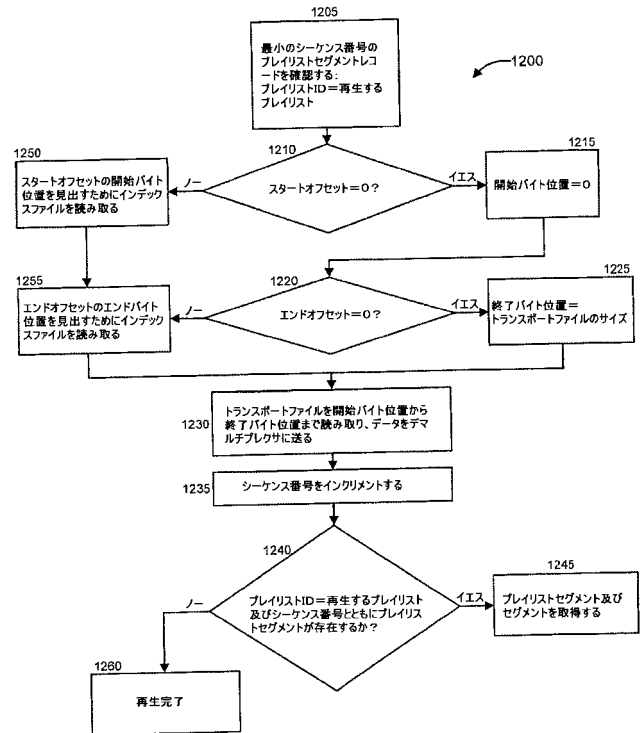 1205
最小のシーケンス番号の
プレイリストセグメントレコ
ードを確認する:
プレイリストID=再生する
プレイリスト
1200
1210
スタートオフセット=0?
イエス
1215
開始バイト位置=0
ノー
1250
スタートオフセットの開始バイト
位置を見出すためにインデック
スファイルを読み取る
1220
エンドオフセット=0?
イエス
1225
終了バイト位置=
トランスポートファイルのサイズ
ノー
1255
エンドオフセットのエンドバイト
位置を見出すためにインデック
スファイルを読み取る
1230
トランスポートファイルを開始バイト位置から
終了バイト位置まで読み取り、データをデマ
ルチプレクサに送る
1235
シーケンス番号をインクリメントする
1240
プレイリストID=再生するプレイリスト
及びシーケンス番号とともにプレイリ
ストセグメントが存在するか?
イエス
1245
プレイリストセグメント及び
セグメントを取得する
ノー
1260
再生完了